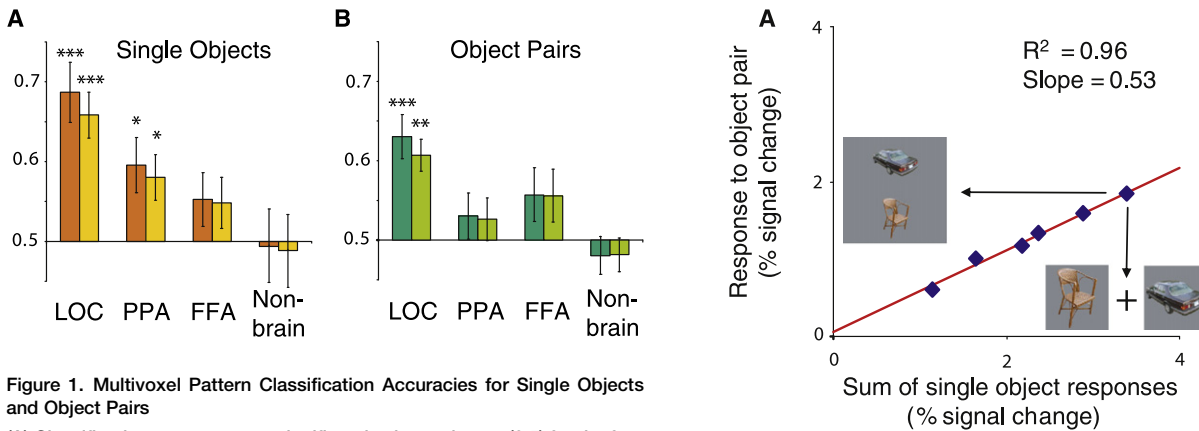 A
Single Objects
***
***
*
*
0.7
0.6
0.5
LOC
PPA
FFA
Non-
brain
B
Object Pairs
***
**
0.7
0.6
0.5
LOC
PPA
FFA
Non-
brain
Figure 1. Multivoxel Pattern Classification Accuracies for Single Objects
and Object Pairs
A
R² = 0.96
Slope = 0.53
Response to object pair
(% signal change)
4
2
0
+
0
2
4
Sum of single object responses
(% signal change)